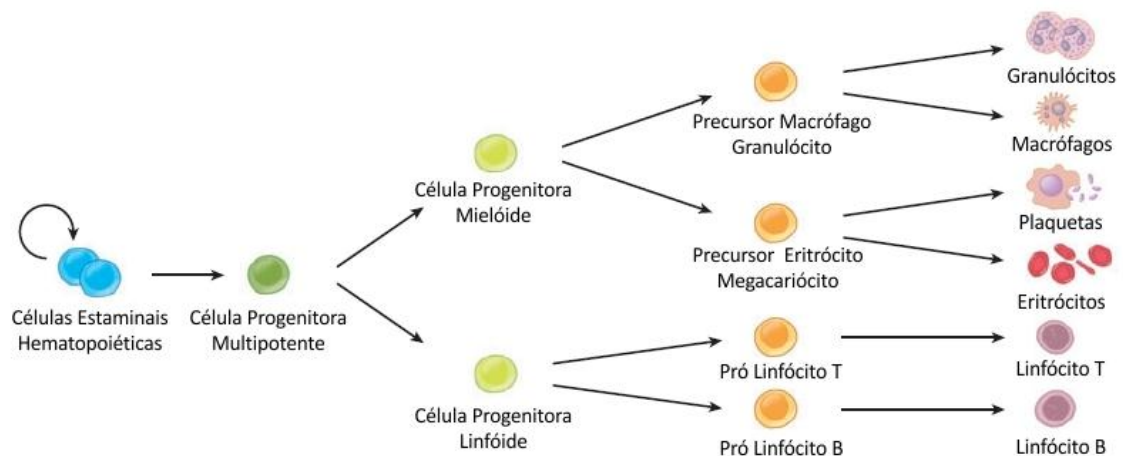 Granulócitos
Precursor Macrófago
Granulócito
Macrófagos
Célula Progenitora
Mielóide
Plaquetas
Precursor Eritrócito
Megacariócito
Eritrócitos
Células Estaminais
Hematopoiéticas
Célula Progenitora
Multipotente
Pró Linfócito T
Linfócito T
Célula Progenitora
Linfóide
Pró Linfócito B
Linfócito B